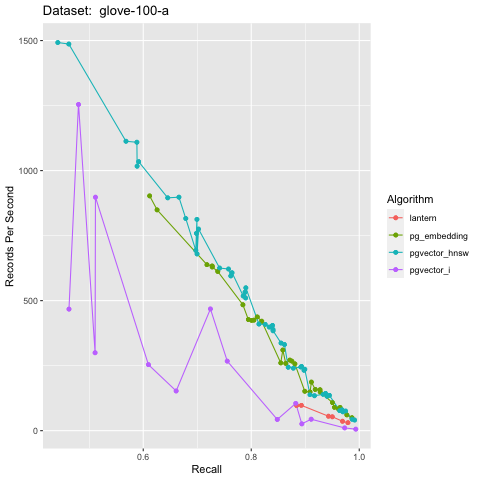 Dataset:  glove-100-a
Records Per Second
1500
1000
500
0
0.6
0.8
1.0
Recall
Algorithm
lantern
pg_embedding
pgvector_hnsw
pgvector_i